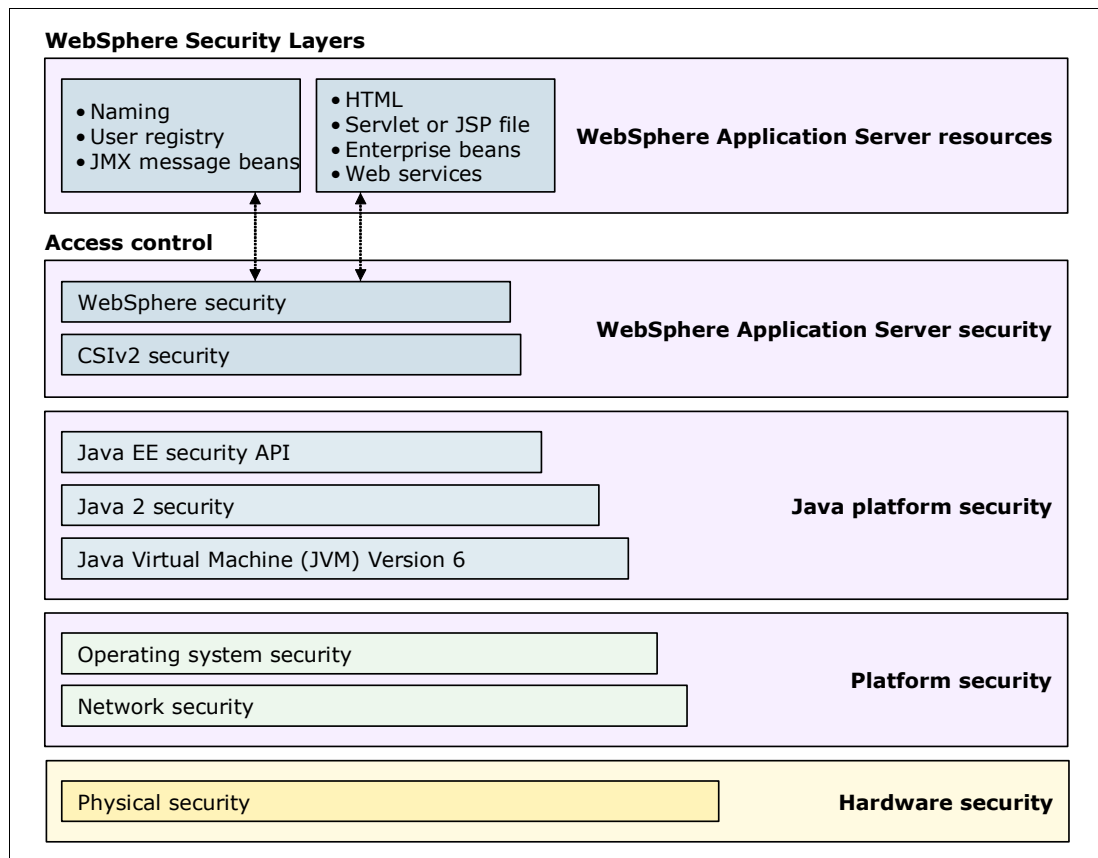 WebSphere Security Layers
• Naming
• User registry
• JMX message beans
• HTML
• Servlet or JSP file
• Enterprise beans
• Web services
WebSphere Application Server resources
Access control
WebSphere security
CSIv2 security
WebSphere Application Server security
Java EE security API
Java 2 security
Java Virtual Machine (JVM) Version 6
Java platform security
Operating system security
Network security
Platform security
Physical security
Hardware security